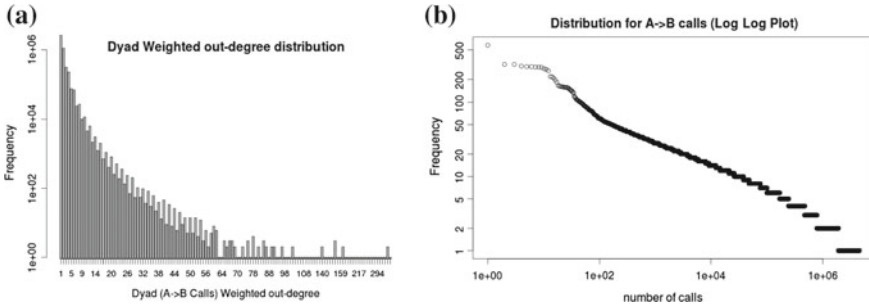 (a)
Dyad Weighted out-degree distribution
Frequency
1e+06
1e+04
1e+02
1e+00
1 5 9 14 20 26 32 38 44 50 56 64 70 78 88 98 108 140 159 217 294
Dyad (A->B Calls) Weighted out-degree
(b)
Distribution for A->B calls (Log Log Plot)
Frequency
500
200
100
50
20
10
5
2
1
1e+00 1e+02 1e+04 1e+06
number of calls